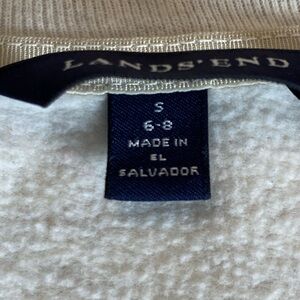 LANDS' END
S
6-8
MADE IN
EL
SALVADOR